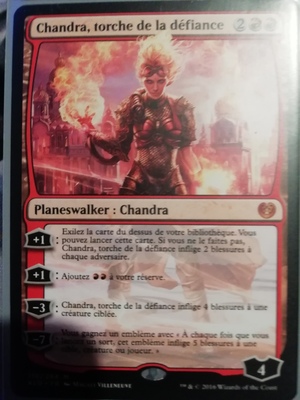 Chandra, torche de la défiance 2
Planeswalker : Chandra
+1 : Exilez la carte du dessus de votre bibliothèque. Vous
pouvez lancer cette carte. Si vous ne le faites pas,
Chandra, torche de la défiance inflige 2 blessures à
chaque adversaire.
+1 : Ajoutez à votre réserve.
-3 : Chandra, torche de la défiance inflige 4 blessures à une
créature ciblée.
-7 : Vous gagnez un emblème avec « À chaque fois que vous
un sort, cet emblème inflige 5 blessures à une
créature ou joueur. »
4
VILLENEUVE
™ & © 2016 Wizards of the Coast